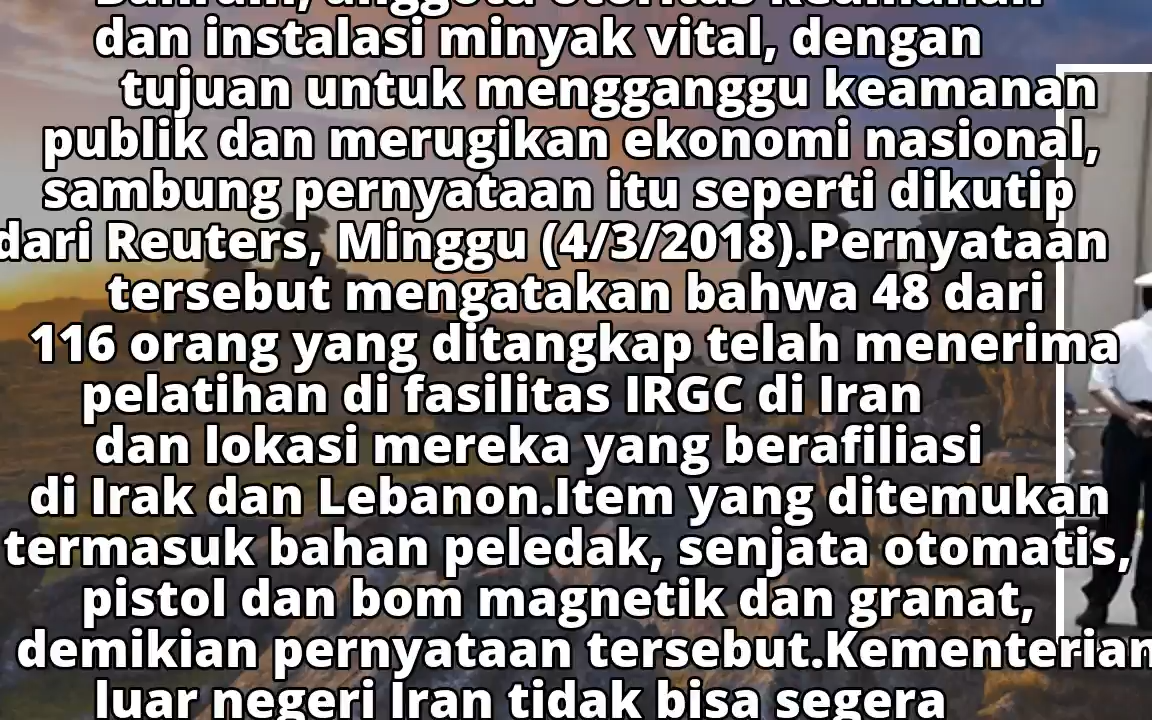 Bahrain, anggota otoritas keamanan
dan instalasi minyak vital, dengan
tujuan untuk mengganggu keamanan
publik dan merugikan ekonomi nasional,
sambung pernyataan itu seperti dikutip
dari Reuters, Minggu (4/3/2018).Pernyataan
tersebut mengatakan bahwa 48 dari
116 orang yang ditangkap telah menerima
pelatihan di fasilitas IRGC di Iran
dan lokasi mereka yang berafiliasi
di Irak dan Lebanon.Item yang ditemukan
termasuk bahan peledak, senjata otomatis,
pistol dan bom magnetik dan granat,
demikian pernyataan tersebut.Kementerian
luar negeri Iran tidak bisa segera